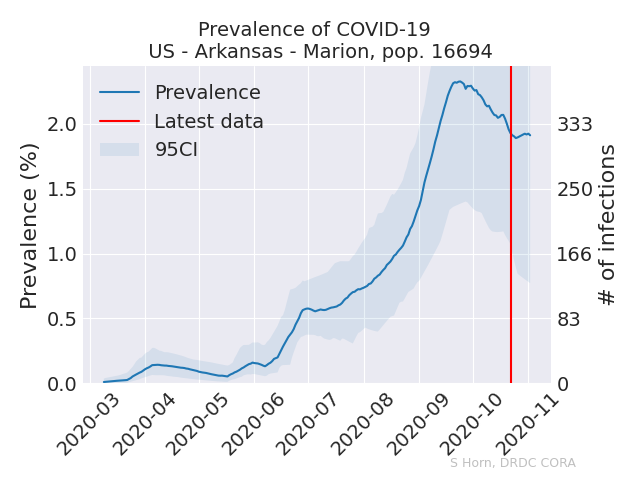 Prevalence of COVID-19
US - Arkansas - Marion, pop. 16694
Prevalence
Latest data
95CI
Prevalence (%)
2.0
1.5
1.0
0.5
0.0
# of infections
333
250
166
83
0
2020-03
2020-04
2020-05
2020-06
2020-07
2020-08
2020-09
2020-10
2020-11
S Horn, DRDC CORA